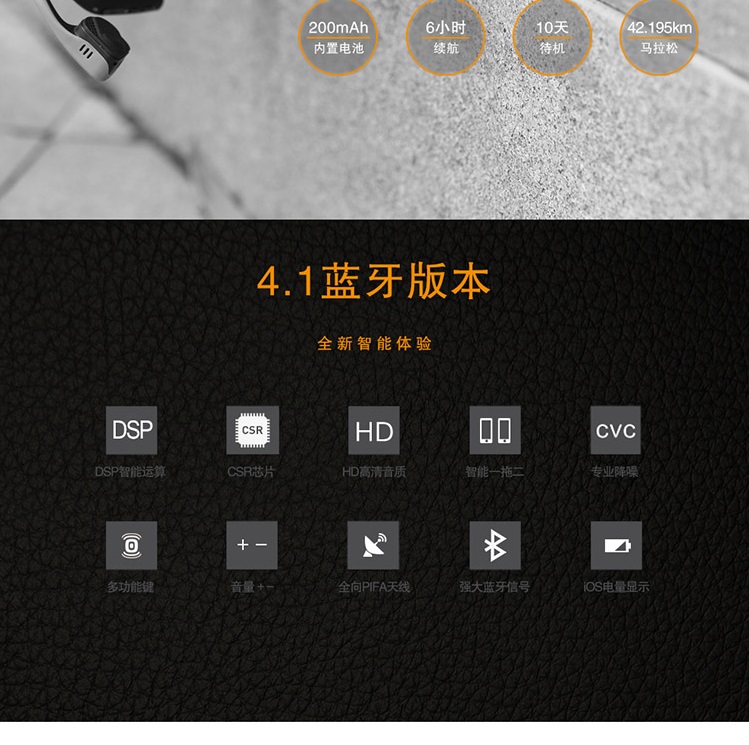 200mAh 6小时 10天 42.195km
内置电池 续航 待机 马拉松
4.1蓝牙版本
全新智能体验
DSP CSR HD CVC
DSP智能运算 CSR芯片 HD高清音质 智能一拖二 专业降噪
+ −
多功能键 音量+− 全向PIFA天线 强大蓝牙信号 iOS电量显示